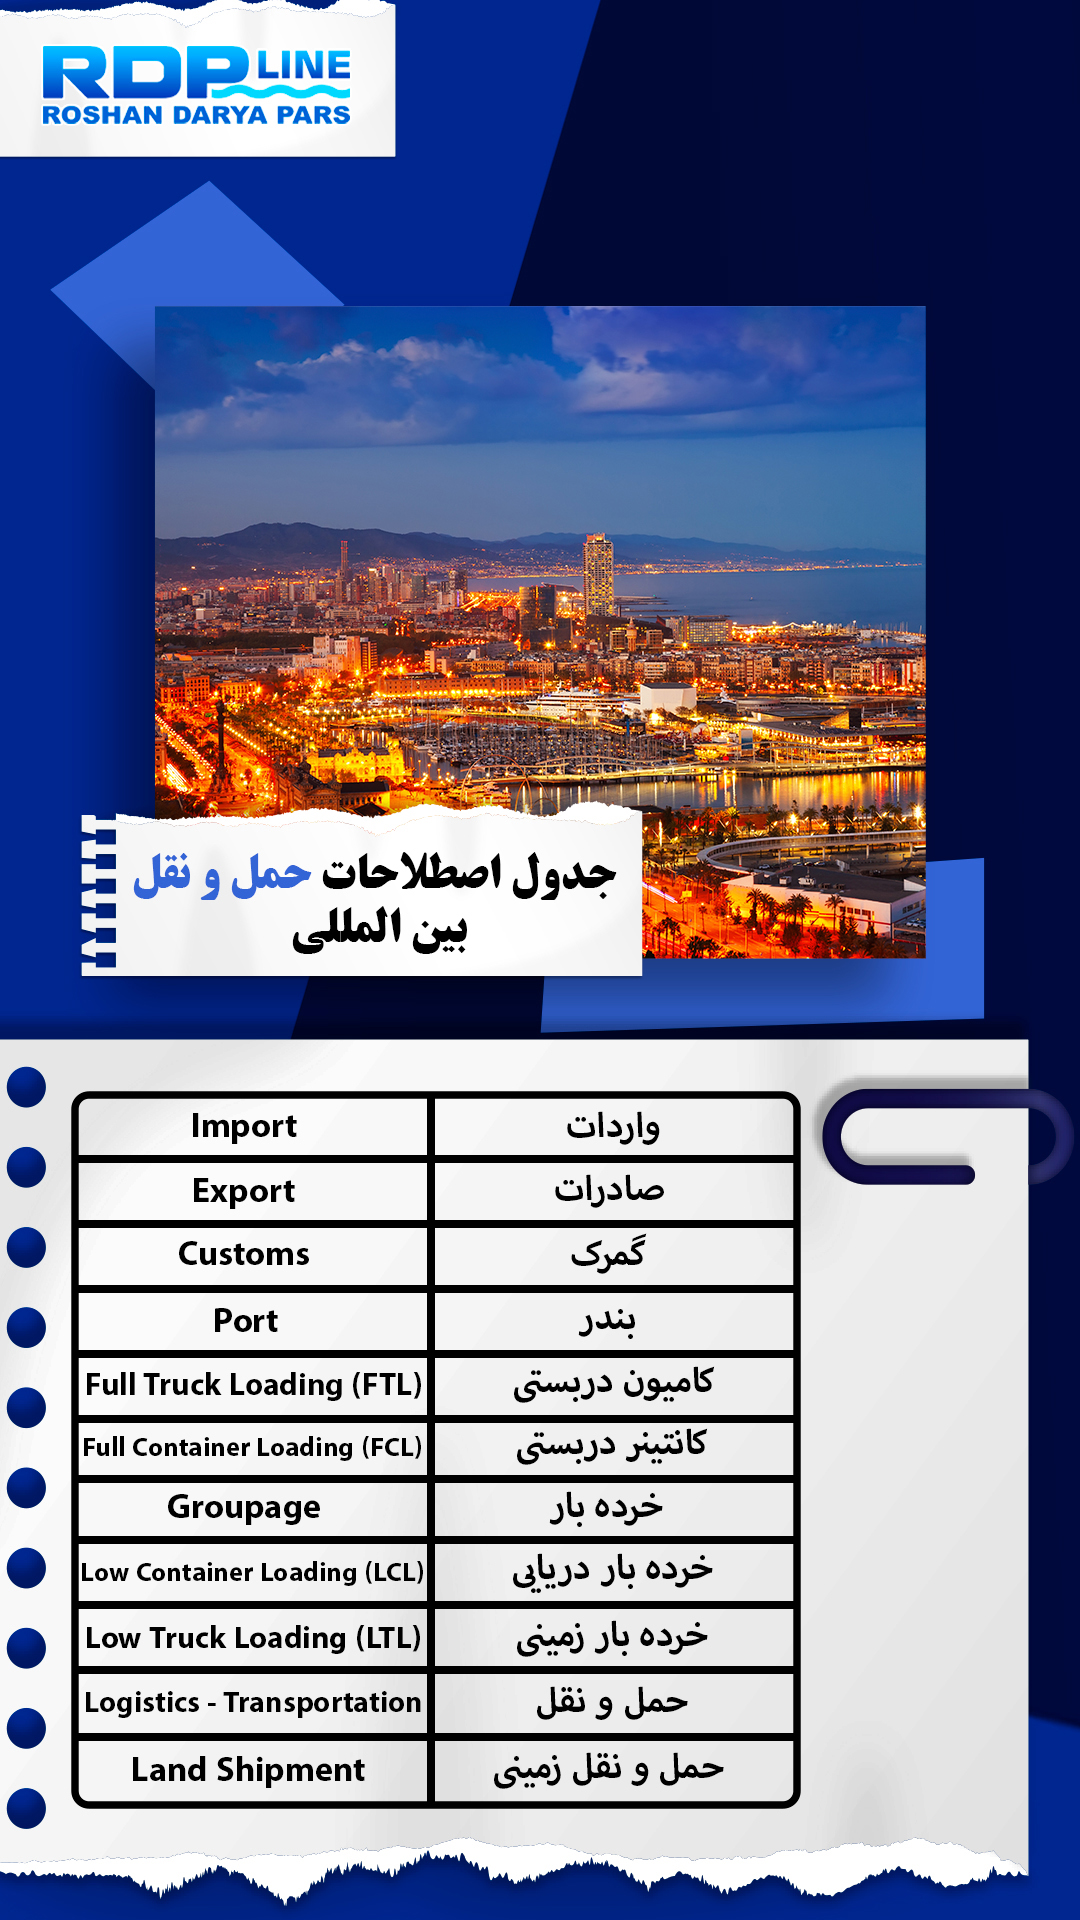 RDP LINE
ROSHAN DARYA PARS
جدول اصطلاحات حمل و نقل
بین المللی
Import واردات
Export صادرات
Customs گمرک
Port بندر
Full Truck Loading (FTL) کامیون دربستی
Full Container Loading (FCL) کانتینر دربستی
Groupage خرده بار
Low Container Loading (LCL) خرده بار دریایی
Low Truck Loading (LTL) خرده بار زمینی
Logistics - Transportation حمل و نقل
Land Shipment حمل و نقل زمینی